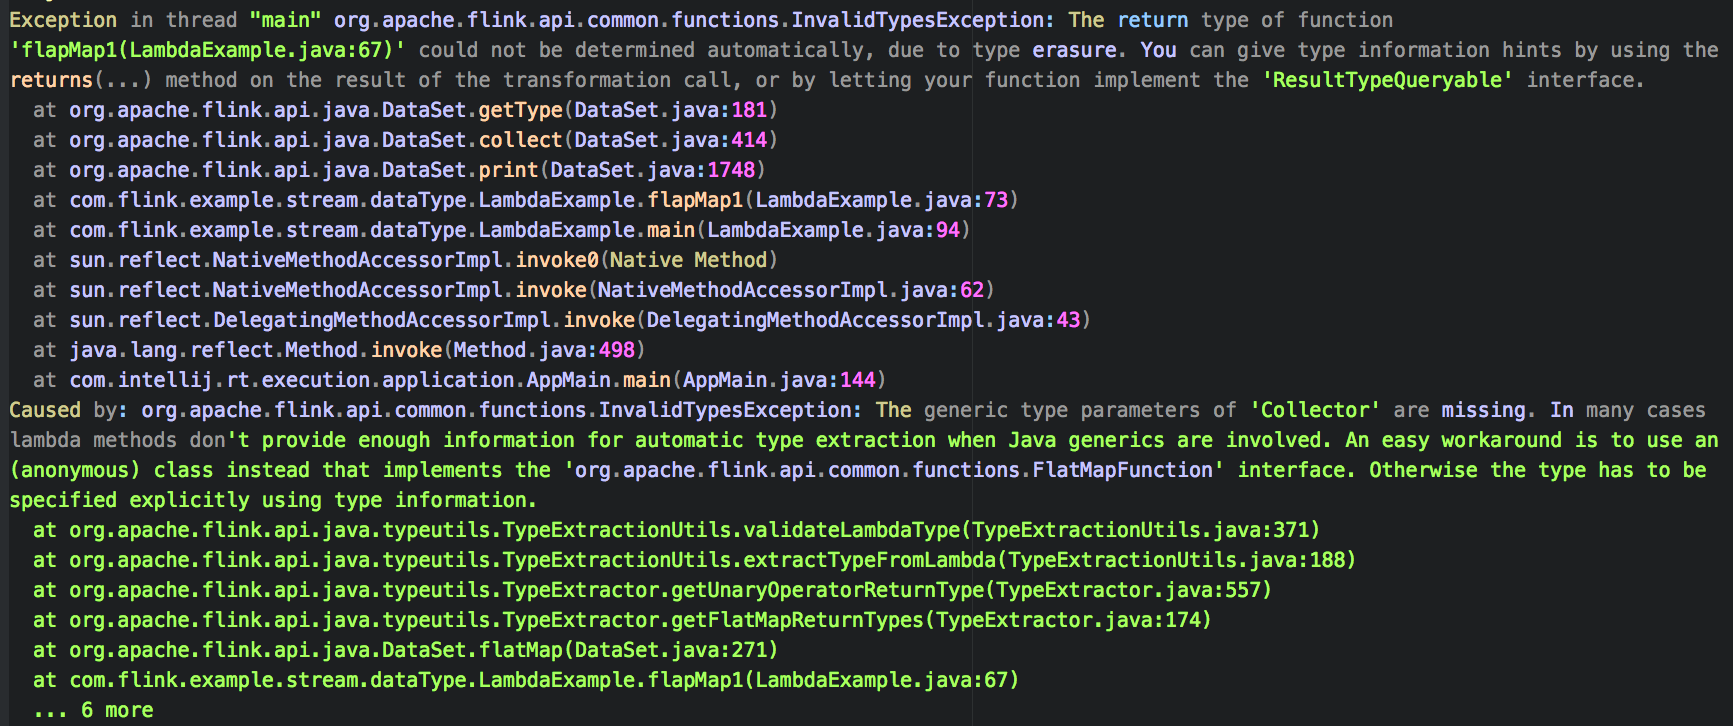 Exception in thread "main" org.apache.flink.api.common.functions.InvalidTypesException: The return type of function
'flapMap1(LambdaExample.java:67)' could not be determined automatically, due to type erasure. You can give type information hints by using the
returns(...) method on the result of the transformation call, or by letting your function implement the 'ResultTypeQueryable' interface.
at org.apache.flink.api.java.DataSet.getType(DataSet.java:181)
at org.apache.flink.api.java.DataSet.collect(DataSet.java:414)
at org.apache.flink.api.java.DataSet.print(DataSet.java:1748)
at com.flink.example.stream.dataType.LambdaExample.flapMap1(LambdaExample.java:73)
at com.flink.example.stream.dataType.LambdaExample.main(LambdaExample.java:94)
at sun.reflect.NativeMethodAccessorImpl.invoke0(Native Method)
at sun.reflect.NativeMethodAccessorImpl.invoke(NativeMethodAccessorImpl.java:62)
at sun.reflect.DelegatingMethodAccessorImpl.invoke(DelegatingMethodAccessorImpl.java:43)
at java.lang.reflect.Method.invoke(Method.java:498)
at com.intellij.rt.execution.application.AppMain.main(AppMain.java:144)
Caused by: org.apache.flink.api.common.functions.InvalidTypesException: The generic type parameters of 'Collector' are missing. In many cases
lambda methods don't provide enough information for automatic type extraction when Java generics are involved. An easy workaround is to use an
(anonymous) class instead that implements the 'org.apache.flink.api.common.functions.FlatMapFunction' interface. Otherwise the type has to be
specified explicitly using type information.
at org.apache.flink.api.java.typeutils.TypeExtractionUtils.validateLambdaType(TypeExtractionUtils.java:371)
at org.apache.flink.api.java.typeutils.TypeExtractionUtils.extractTypeFromLambda(TypeExtractionUtils.java:188)
at org.apache.flink.api.java.typeutils.TypeExtractor.getUnaryOperatorReturnType(TypeExtractor.java:557)
at org.apache.flink.api.java.typeutils.TypeExtractor.getFlatMapReturnTypes(TypeExtractor.java:174)
at org.apache.flink.api.java.DataSet.flatMap(DataSet.java:271)
at com.flink.example.stream.dataType.LambdaExample.flapMap1(LambdaExample.java:67)
... 6 more